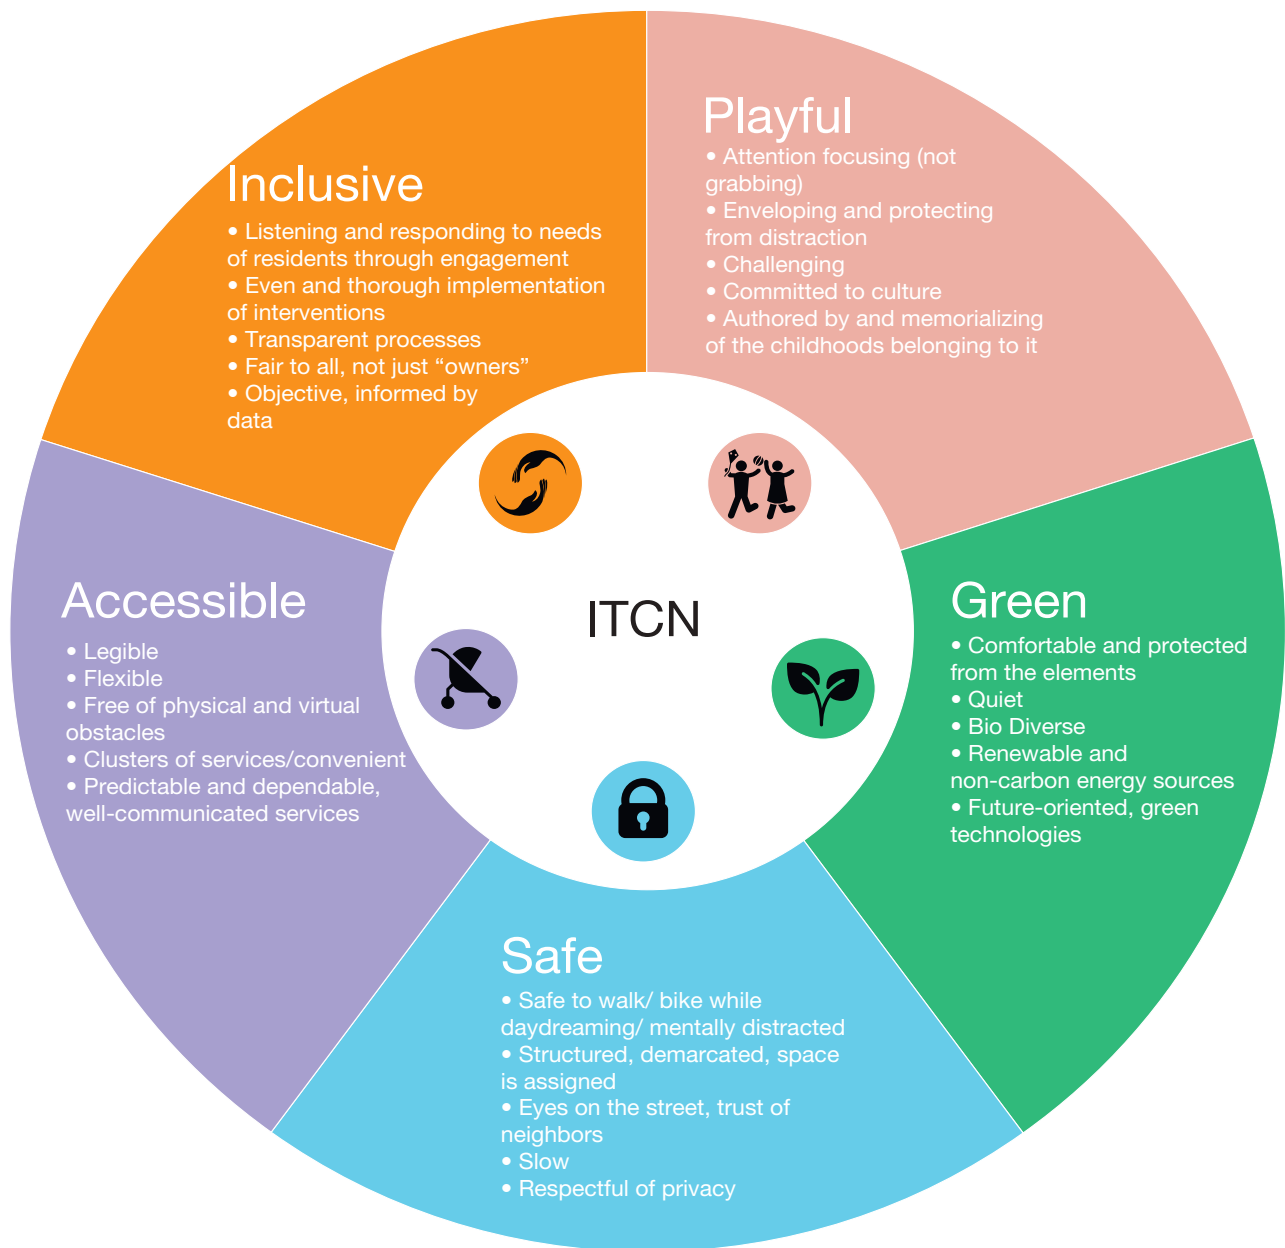 Playful
• Attention focusing (not
grabbing)
• Enveloping and protecting
from distraction
• Challenging
• Committed to culture
• Authored by and memorializing
of the childhoods belonging to it
Inclusive
• Listening and responding to needs
of residents through engagement
• Even and thorough implementation
of interventions
• Transparent processes
• Fair to all, not just “owners”
• Objective, informed by
data
Accessible
• Legible
• Flexible
• Free of physical and virtual
obstacles
• Clusters of services/convenient
• Predictable and dependable,
well-communicated services
ITCN
Green
• Comfortable and protected
from the elements
• Quiet
• Bio Diverse
• Renewable and
non-carbon energy sources
• Future-oriented, green
technologies
Safe
• Safe to walk/ bike while
daydreaming/ mentally distracted
• Structured, demarcated, space
is assigned
• Eyes on the street, trust of
neighbors
• Slow
• Respectful of privacy